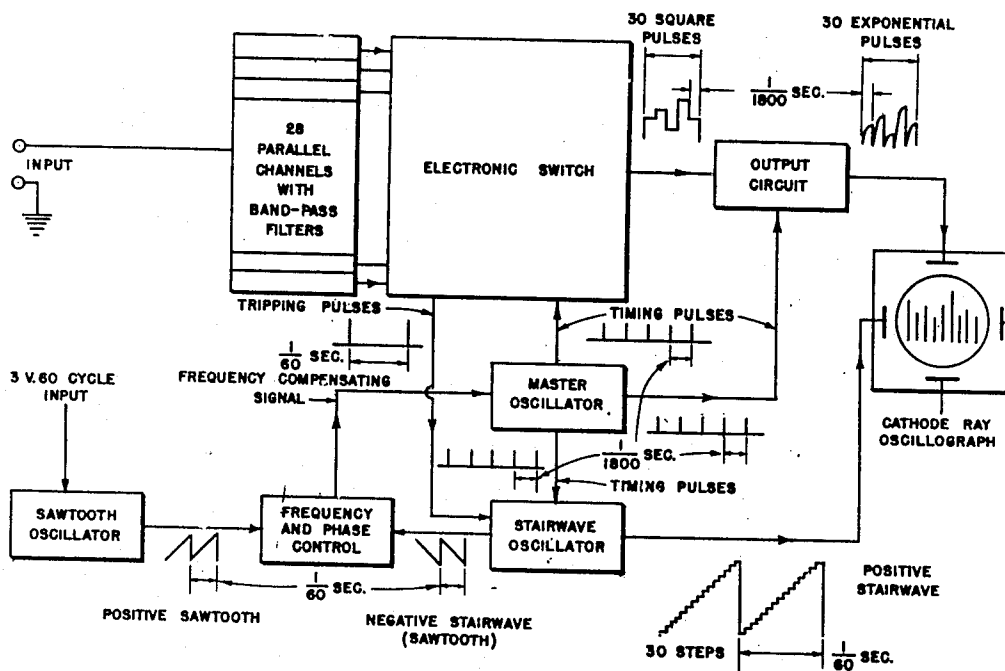 30 SQUARE
PULSES
30 EXPONENTIAL
PULSES
1/1800 SEC.
28
PARALLEL
CHANNELS
WITH
BAND-PASS
FILTERS
INPUT
ELECTRONIC SWITCH
OUTPUT
CIRCUIT
TRIPPING PULSES
TIMING PULSES
1/60 SEC.
3 V. 60 CYCLE
INPUT
FREQUENCY COMPENSATING
SIGNAL
MASTER
OSCILLATOR
CATHODE RAY
OSCILLOGRAPH
1/1800 SEC.
TIMING PULSES
SAWTOOTH
OSCILLATOR
FREQUENCY
AND PHASE
CONTROL
STAIRWAVE
OSCILLATOR
1/60 SEC.
POSITIVE SAWTOOTH
NEGATIVE STAIRWAVE
(SAWTOOTH)
POSITIVE
STAIRWAVE
30 STEPS
1/60 SEC.